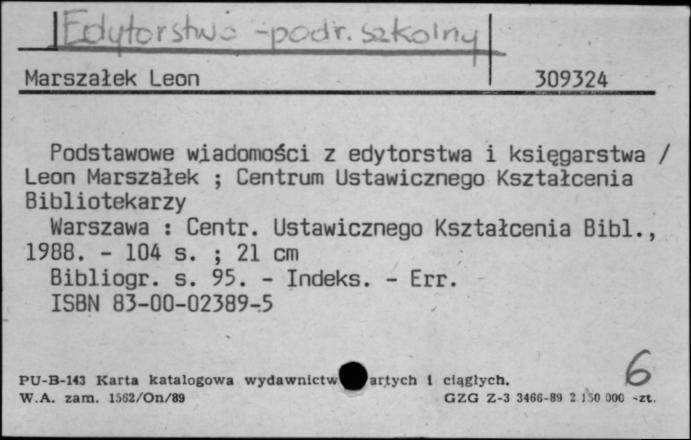 Edytorstwo - podr. szkolny
Marszałek Leon 309324
Podstawowe wiadomości z edytorstwa i księgarstwa /
Leon Marszałek ; Centrum Ustawicznego Kształcenia
Bibliotekarzy
Warszawa : Centr. Ustawicznego Kształcenia Bibl.,
1988. - 104 s. ; 21 cm
Bibliogr. s. 95. - Indeks. - Err.
ISBN 83-00-02389-5
6
PU-B-143 Karta katalogowa wydawnictw artych i ciągłych.
W.A. zam. 1562/On/89 GZG Z-3 3466-89 2 150 000 szt.